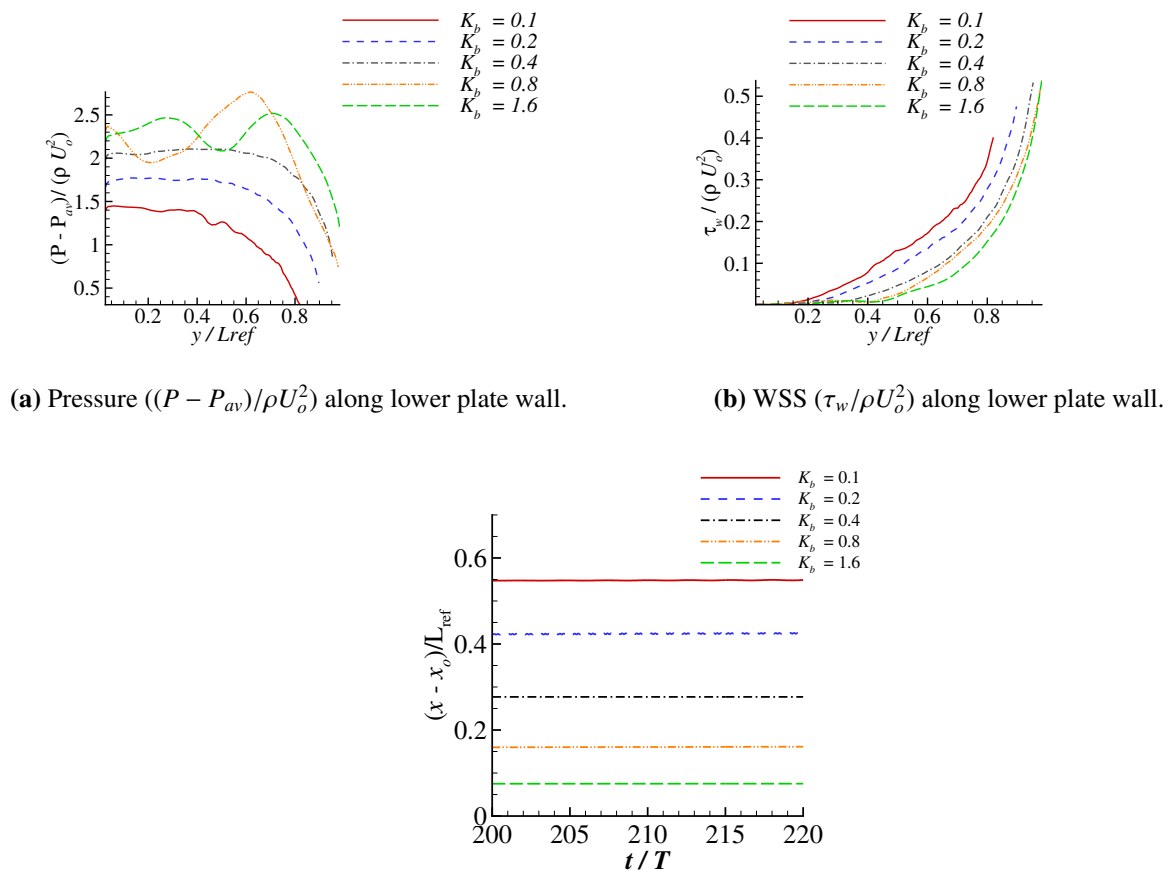 K_b = 0.1
K_b = 0.2
K_b = 0.4
K_b = 0.8
K_b = 1.6
2.5
2
1.5
1
0.5
(P - P_av)/ (ρ U_o^2)
0.2 0.4 0.6 0.8
y / Lref
K_b = 0.1
K_b = 0.2
K_b = 0.4
K_b = 0.8
K_b = 1.6
0.5
0.4
0.3
0.2
0.1
τ_w / (ρ U_o^2)
0.2 0.4 0.6 0.8
y / Lref
(a) Pressure ((P − P_av)/ρU_o^2) along lower plate wall.
(b) WSS (τ_w/ρU_o^2) along lower plate wall.
K_b = 0.1
K_b = 0.2
K_b = 0.4
K_b = 0.8
K_b = 1.6
0.6
0.4
0.2
0
(x - x_o)/L_ref
200 205 210 215 220
t / T